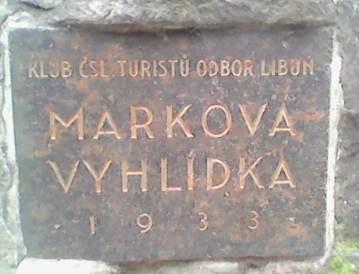 KLUB ČSL. TURISTŮ ODBOR LIBUŇ
MARKOVA
VYHLÍDKA
1933